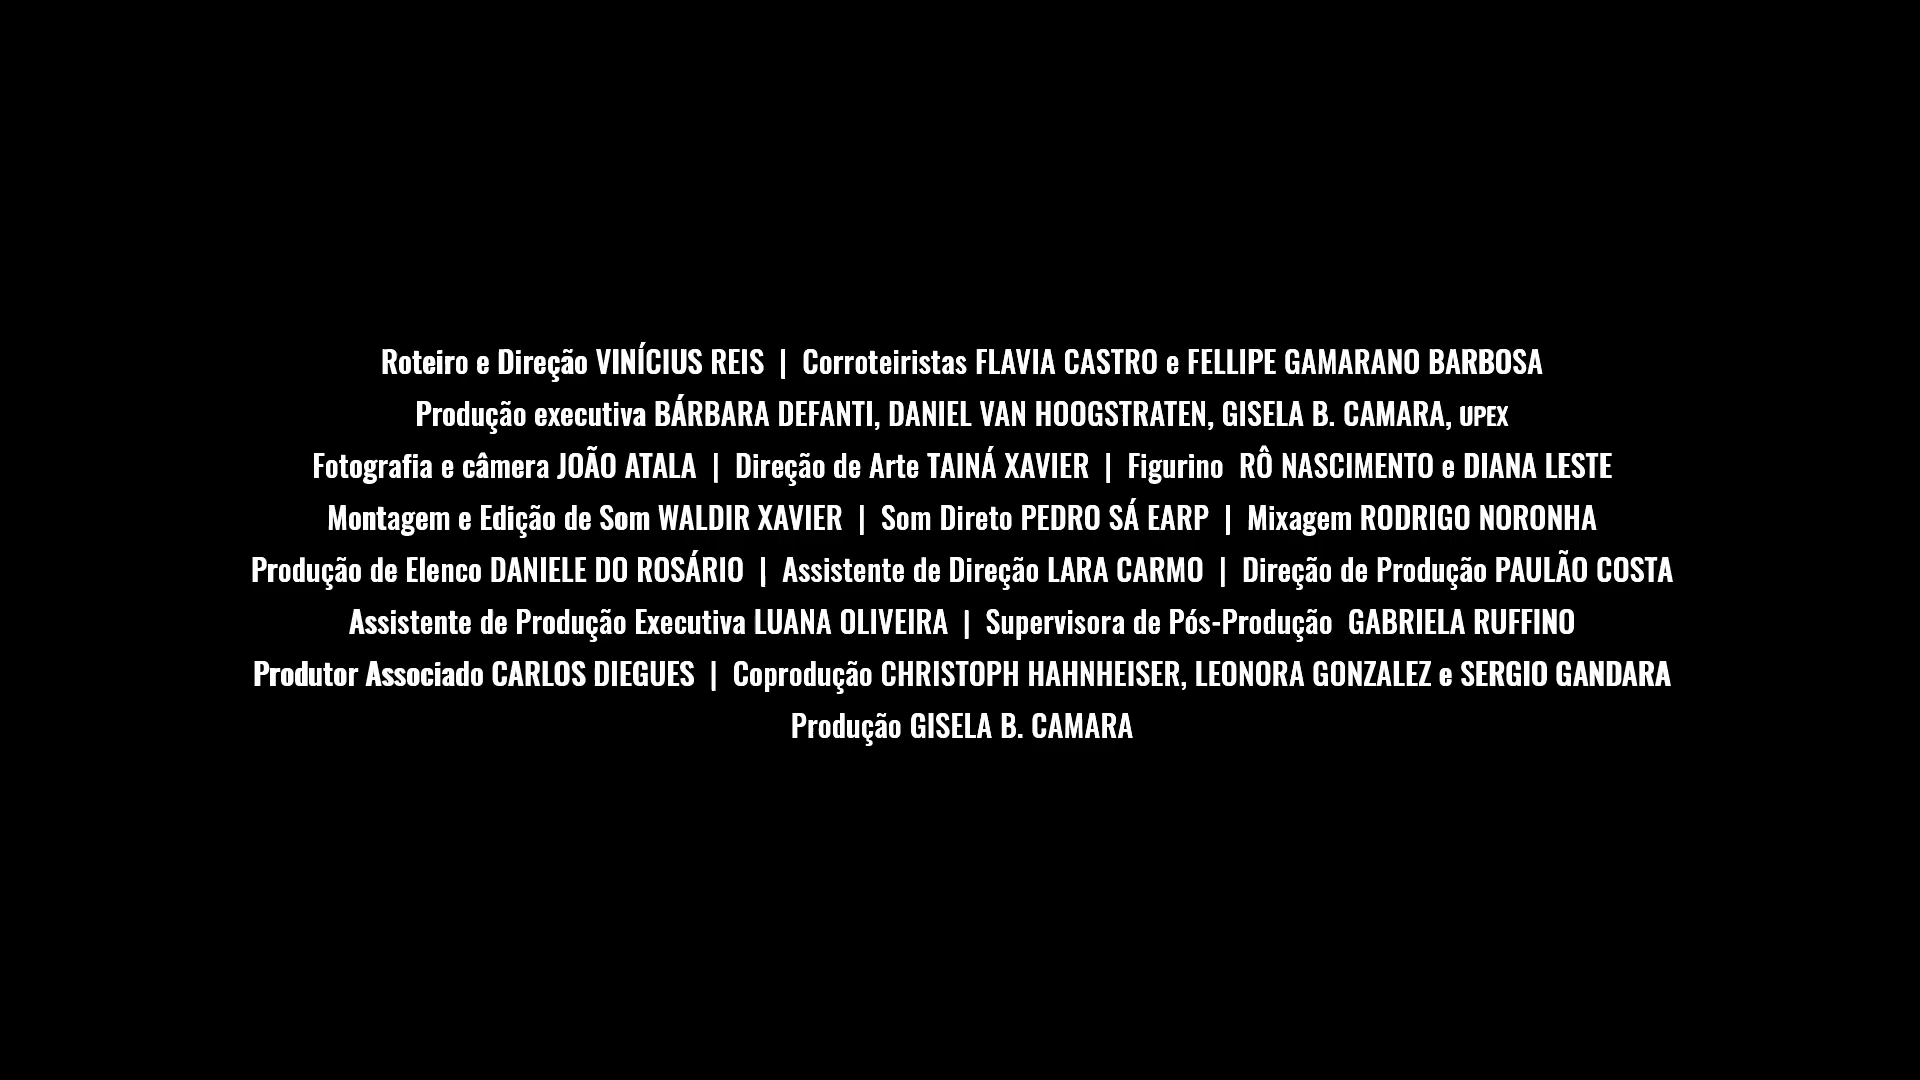 Roteiro e Direção VINÍCIUS REIS | Corroteiristas FLAVIA CASTRO e FELLIPE GAMARANO BARBOSA
Produção executiva BÁRBARA DEFANTI, DANIEL VAN HOOGSTRATEN, GISELA B. CAMARA, UPEX
Fotografia e câmera JOÃO ATALA | Direção de Arte TAINÁ XAVIER | Figurino RÔ NASCIMENTO e DIANA LESTE
Montagem e Edição de Som WALDIR XAVIER | Som Direto PEDRO SÁ EARP | Mixagem RODRIGO NORONHA
Produção de Elenco DANIELE DO ROSÁRIO | Assistente de Direção LARA CARMO | Direção de Produção PAULÃO COSTA
Assistente de Produção Executiva LUANA OLIVEIRA | Supervisora de Pós-Produção GABRIELA RUFFINO
Produtor Associado CARLOS DIEGUES | Coprodução CHRISTOPH HAHNHEISER, LEONORA GONZALEZ e SERGIO GANDARA
Produção GISELA B. CAMARA